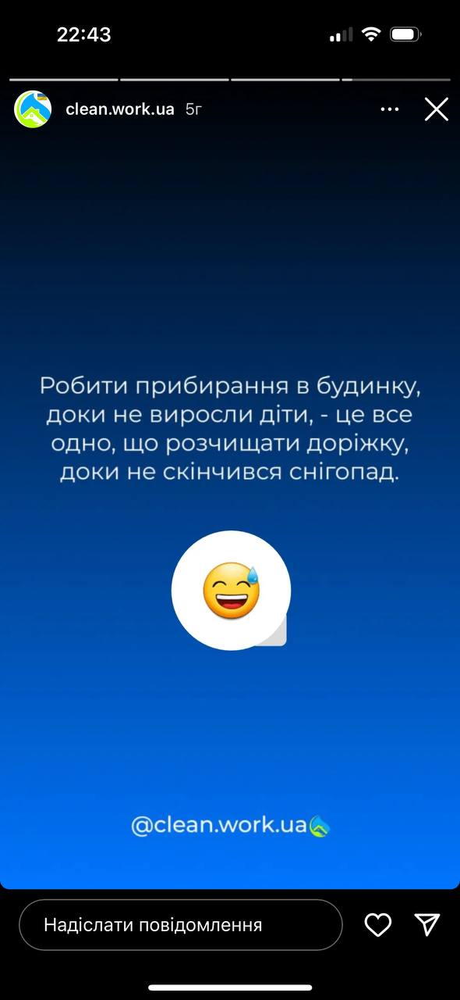 22:43
clean.work.ua 5г
Робити прибирання в будинку,
доки не виросли діти, - це все
одно, що розчищати доріжку,
доки не скінчився снігопад.
@clean.work.ua
Надіслати повідомлення